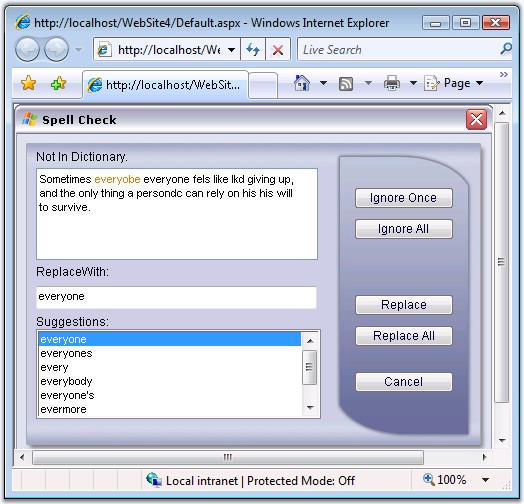 http://localhost/WebSite4/Default.aspx - Windows Internet Explorer
http://localhost/We
Live Search
http://localhost/WebSit...
Page
Spell Check
Not In Dictionary.
Sometimes everyobe everyone fels like lkd giving up,
and the only thing a persondc can rely on his his will
to survive.
Ignore Once
Ignore All
ReplaceWith:
everyone
Replace
Suggestions:
Replace All
everyone
everyones
every
everybody
everyone's
evermore
Cancel
Local intranet | Protected Mode: Off
100%